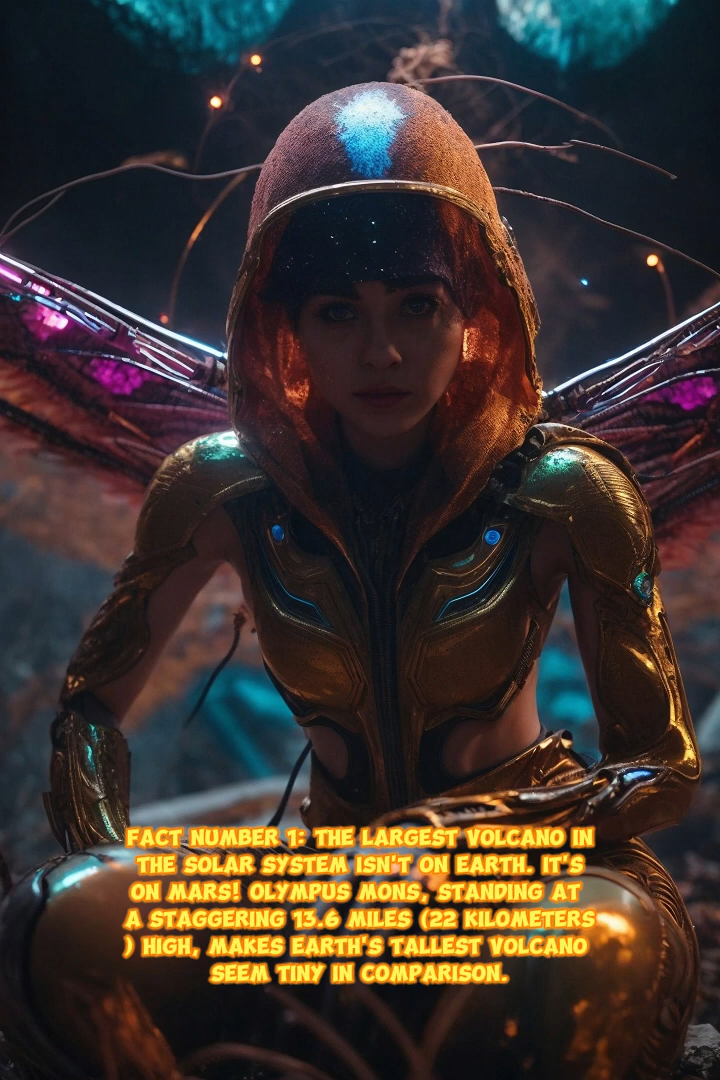 FACT NUMBER 1: THE LARGEST VOLCANO IN
THE SOLAR SYSTEM ISN'T ON EARTH. IT'S
ON MARS! OLYMPUS MONS, STANDING AT
A STAGGERING 13.6 MILES (22 KILOMETERS
) HIGH, MAKES EARTH'S TALLEST VOLCANO
SEEM TINY IN COMPARISON.